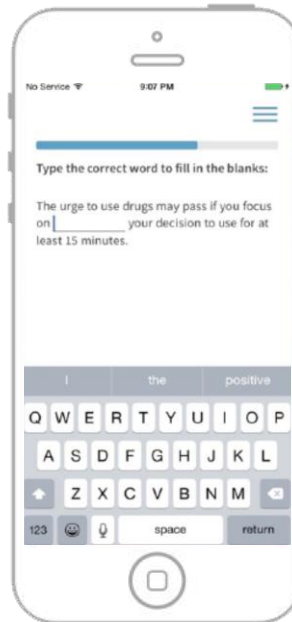 No Service 9:07 PM
Type the correct word to fill in the blanks:
The urge to use drugs may pass if you focus
on ____________ your decision to use for at
least 15 minutes.
I the positive
Q W E R T Y U I O P
A S D F G H J K L
Z X C V B N M
123 space return